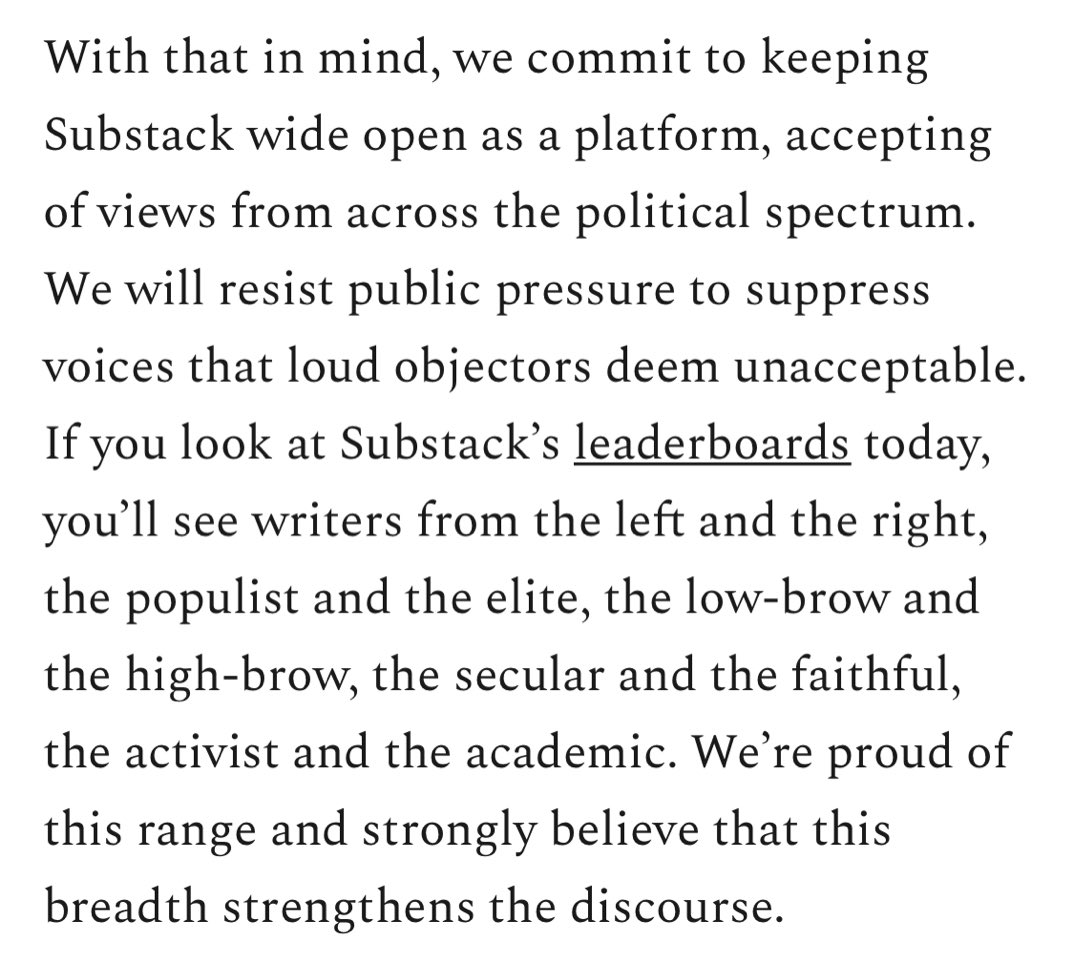 With that in mind, we commit to keeping
Substack wide open as a platform, accepting
of views from across the political spectrum.
We will resist public pressure to suppress
voices that loud objectors deem unacceptable.
If you look at Substack’s leaderboards today,
you’ll see writers from the left and the right,
the populist and the elite, the low-brow and
the high-brow, the secular and the faithful,
the activist and the academic. We’re proud of
this range and strongly believe that this
breadth strengthens the discourse.